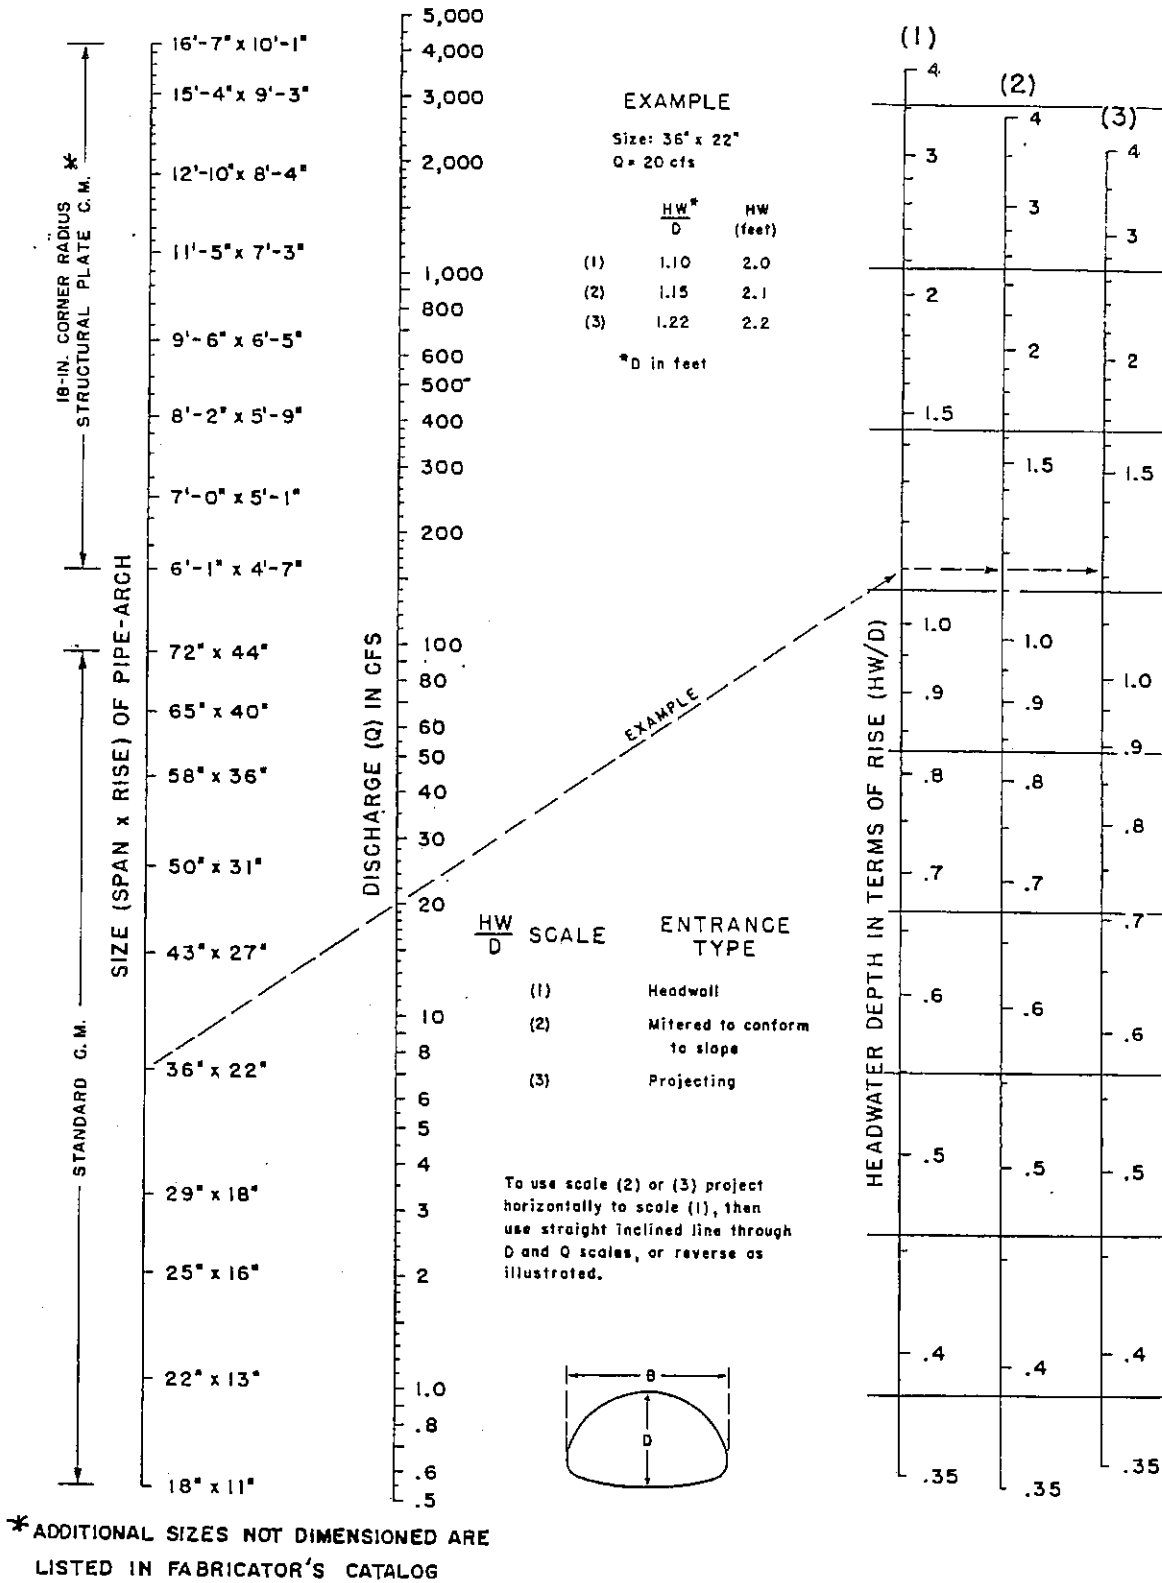 18-IN. CORNER RADIUS
STRUCTURAL PLATE C.M. *
STANDARD C.M.
SIZE (SPAN x RISE) OF PIPE-ARCH
16'-7" x 10'-1"
15'-4" x 9'-3"
12'-10" x 8'-4"
11'-5" x 7'-3"
9'-6" x 6'-5"
8'-2" x 5'-9"
7'-0" x 5'-1"
6'-1" x 4'-7"
72" x 44"
65" x 40"
58" x 36"
50" x 31"
43" x 27"
36" x 22"
29" x 18"
25" x 16"
22" x 13"
18" x 11"
DISCHARGE (Q) IN CFS
5,000
4,000
3,000
2,000
1,000
800
600
500
400
300
200
100
80
60
50
40
30
20
10
8
6
5
4
3
2
1.0
.8
.6
.5
EXAMPLE
Size: 36" x 22"
Q = 20 cfs
HW* HW
D (feet)
(1) 1.10 2.0
(2) 1.15 2.1
(3) 1.22 2.2
*D in feet
EXAMPLE
HW SCALE ENTRANCE
D TYPE
(1) Headwall
(2) Mitered to conform
to slope
(3) Projecting
To use scale (2) or (3) project
horizontally to scale (1), then
use straight inclined line through
D and Q scales, or reverse as
illustrated.
B
D
HEADWATER DEPTH IN TERMS OF RISE (HW/D)
(1)
4
3
2
1.5
1.0
.9
.8
.7
.6
.5
.4
.35
(2)
4
3
2
1.5
1.0
.9
.8
.7
.6
.5
.4
.35
(3)
4
3
2
1.5
1.0
.9
.8
.7
.6
.5
.4
.35
* ADDITIONAL SIZES NOT DIMENSIONED ARE
LISTED IN FABRICATOR'S CATALOG